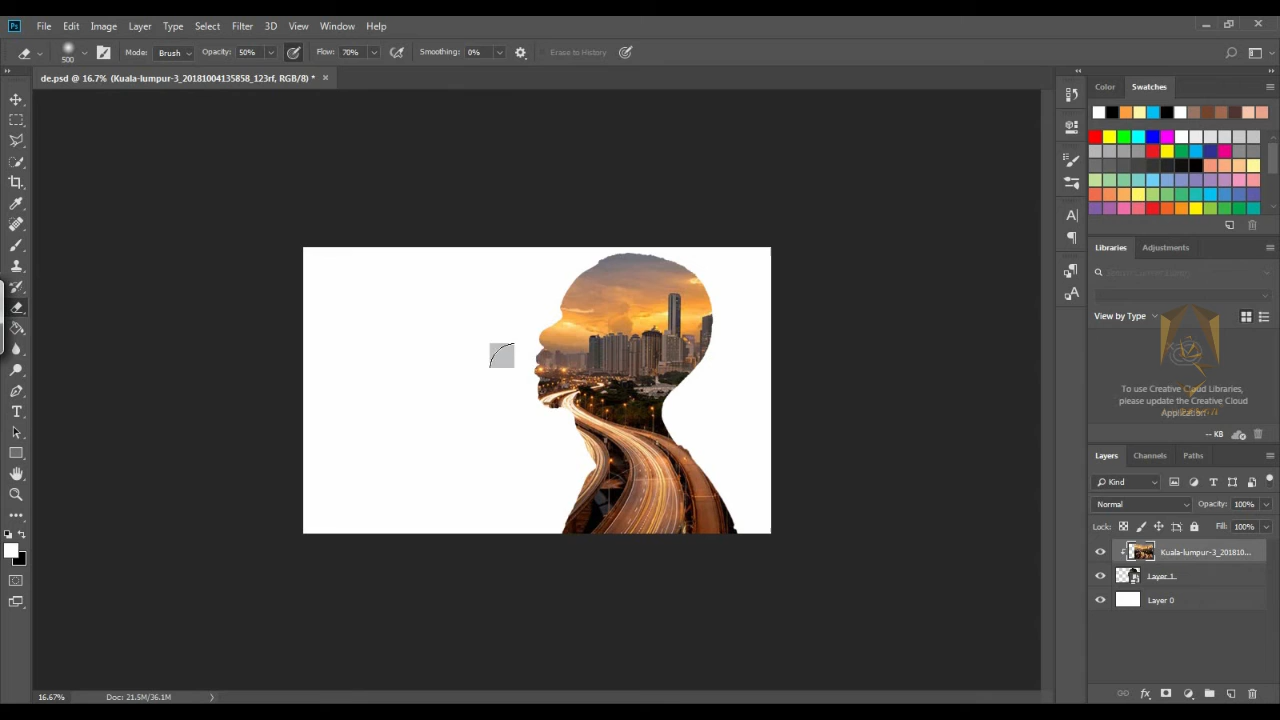 Ps File Edit Image Layer Type Select Filter 3D View Window Help
500 Mode: Brush Opacity: 50% Flow: 70% Smoothing: 0% Erase to History
de.psd @ 16.7% (Kuala-lumpur-3_20181004135858_123rf, RGB/8) *
Color Swatches
Libraries Adjustments
View by Type
To use Creative Cloud Libraries,
please update the Creative Cloud
Application
-- KB
Layers Channels Paths
Kind
Normal Opacity: 100%
Lock: Fill: 100%
Kuala-lumpur-3_201810...
Layer 1
Layer 0
16.67% Doc: 21.5M/36.1M